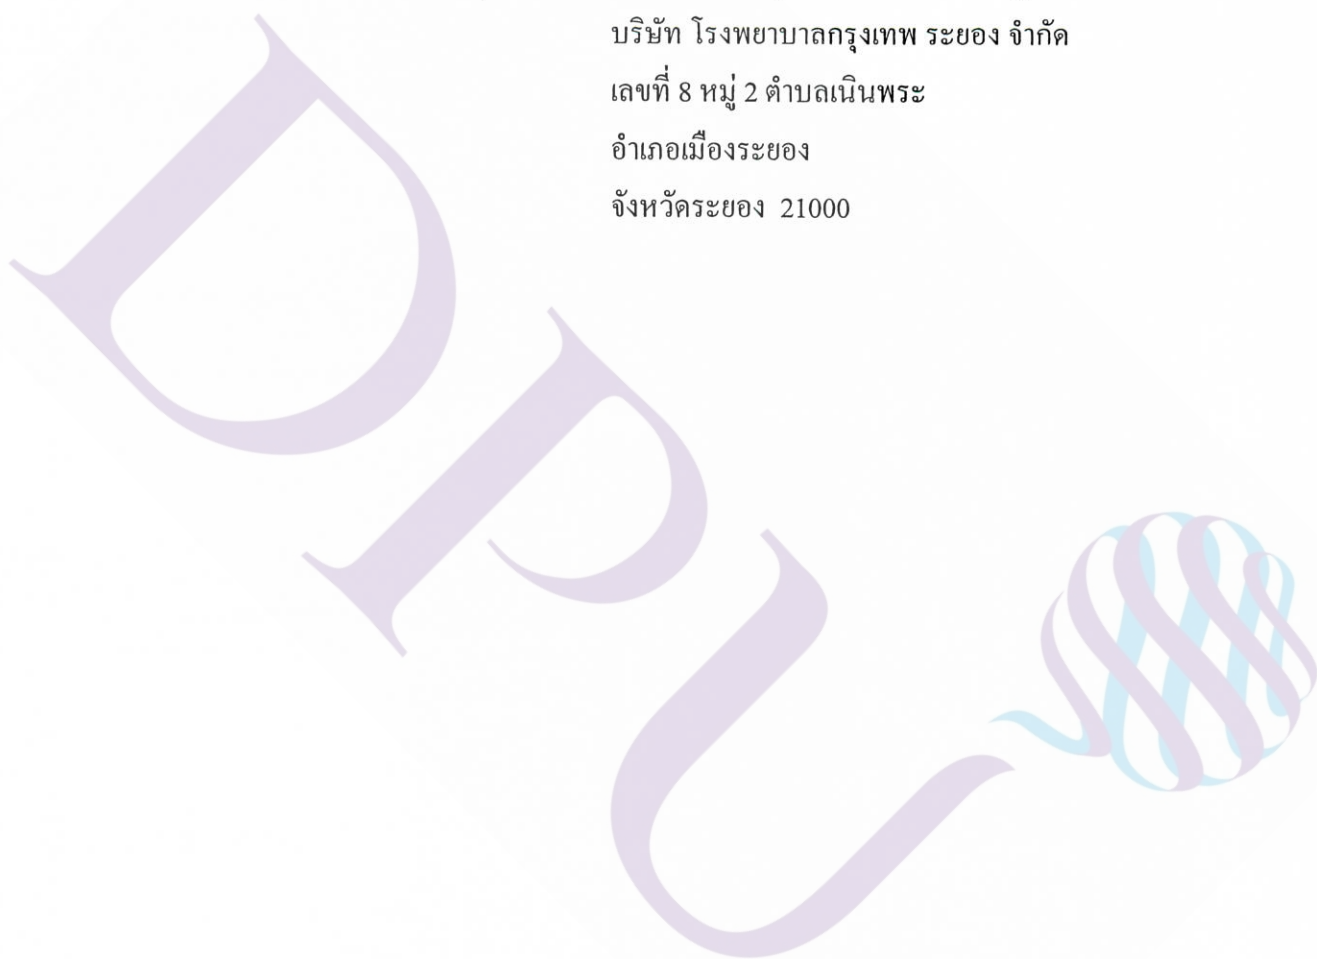 บริษัท โรงพยาบาลกรุงเทพ ระยอง จำกัด
เลขที่ 8 หมู่ 2 ตำบลเนินพระ
อำเภอเมืองระยอง
จังหวัดระยอง 21000
DPU